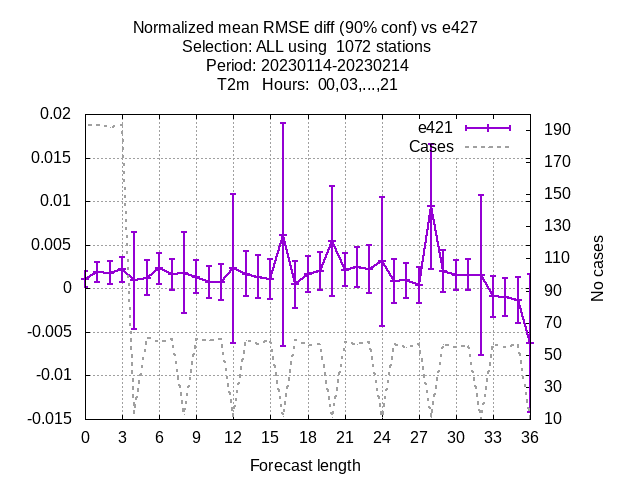 Normalized mean RMSE diff (90% conf) vs e427
Selection: ALL using  1072 stations
Period: 20230114-20230214
T2m   Hours:  00,03,...,21
0.02
0.015
0.01
0.005
0
-0.005
-0.01
-0.015
e421
Cases
190
170
150
130
110
90
70
50
30
10
No cases
0 3 6 9 12 15 18 21 24 27 30 33 36
Forecast length